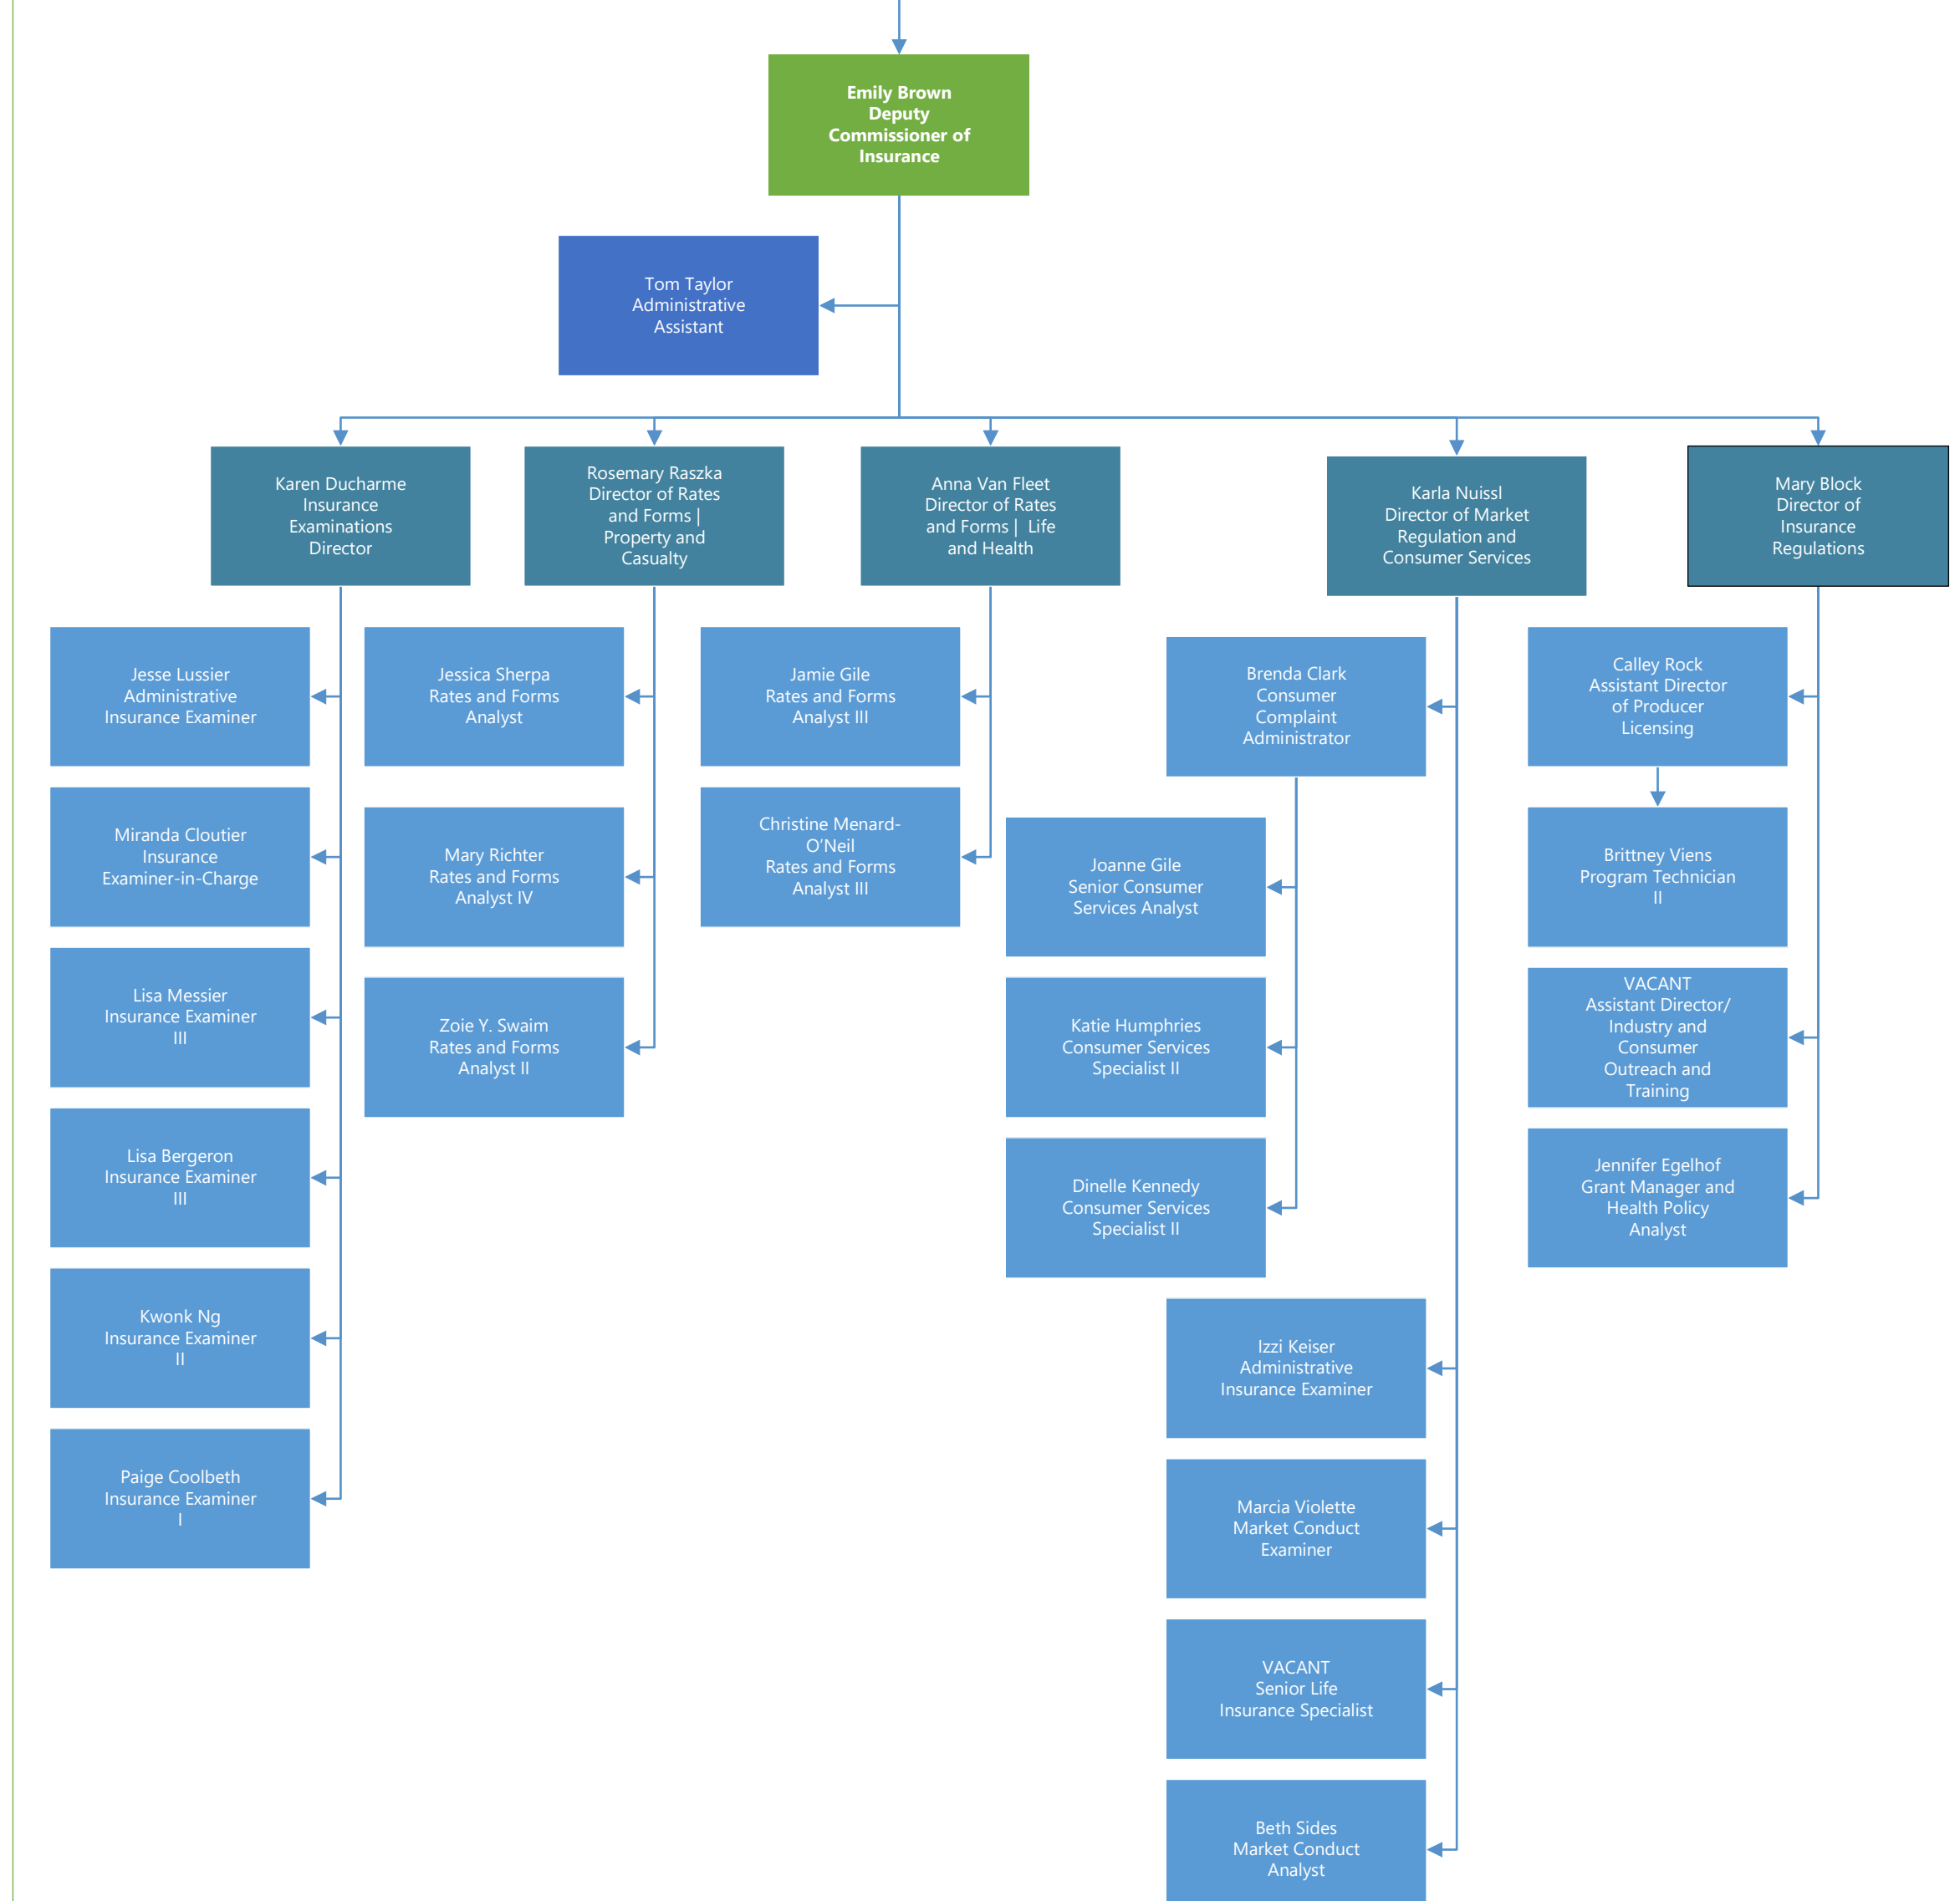 Emily Brown
Deputy
Commissioner of
Insurance
Tom Taylor
Administrative
Assistant
Karen Ducharme
Insurance
Examinations
Director
Rosemary Raszka
Director of Rates
and Forms |
Property and
Casualty
Anna Van Fleet
Director of Rates
and Forms | Life
and Health
Karla Nuissl
Director of Market
Regulation and
Consumer Services
Mary Block
Director of
Insurance
Regulations
Jesse Lussier
Administrative
Insurance Examiner
Miranda Cloutier
Insurance
Examiner-in-Charge
Lisa Messier
Insurance Examiner
III
Lisa Bergeron
Insurance Examiner
III
Kwonk Ng
Insurance Examiner
II
Paige Coolbeth
Insurance Examiner
I
Jessica Sherpa
Rates and Forms
Analyst
Mary Richter
Rates and Forms
Analyst IV
Zoie Y. Swaim
Rates and Forms
Analyst II
Jamie Gile
Rates and Forms
Analyst III
Christine Menard-
O’Neil
Rates and Forms
Analyst III
Brenda Clark
Consumer
Complaint
Administrator
Joanne Gile
Senior Consumer
Services Analyst
Katie Humphries
Consumer Services
Specialist II
Dinelle Kennedy
Consumer Services
Specialist II
Izzi Keiser
Administrative
Insurance Examiner
Marcia Violette
Market Conduct
Examiner
VACANT
Senior Life
Insurance Specialist
Beth Sides
Market Conduct
Analyst
Calley Rock
Assistant Director
of Producer
Licensing
Brittney Viens
Program Technician
II
VACANT
Assistant Director/
Industry and
Consumer
Outreach and
Training
Jennifer Egelhof
Grant Manager and
Health Policy
Analyst